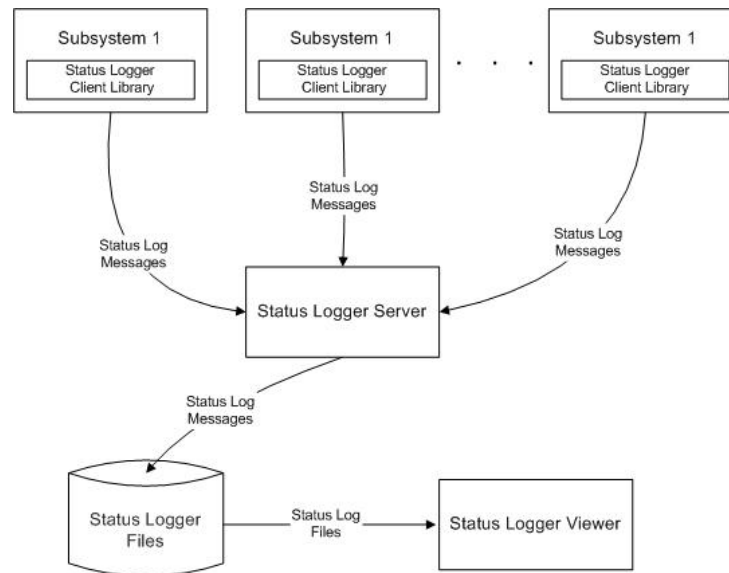 Subsystem 1
Status Logger
Client Library
Subsystem 1
Status Logger
Client Library
. . .
Subsystem 1
Status Logger
Client Library
Status Log
Messages
Status Log
Messages
Status Log
Messages
Status Logger Server
Status Log
Messages
Status Logger
Files
Status Log
Files
Status Logger Viewer